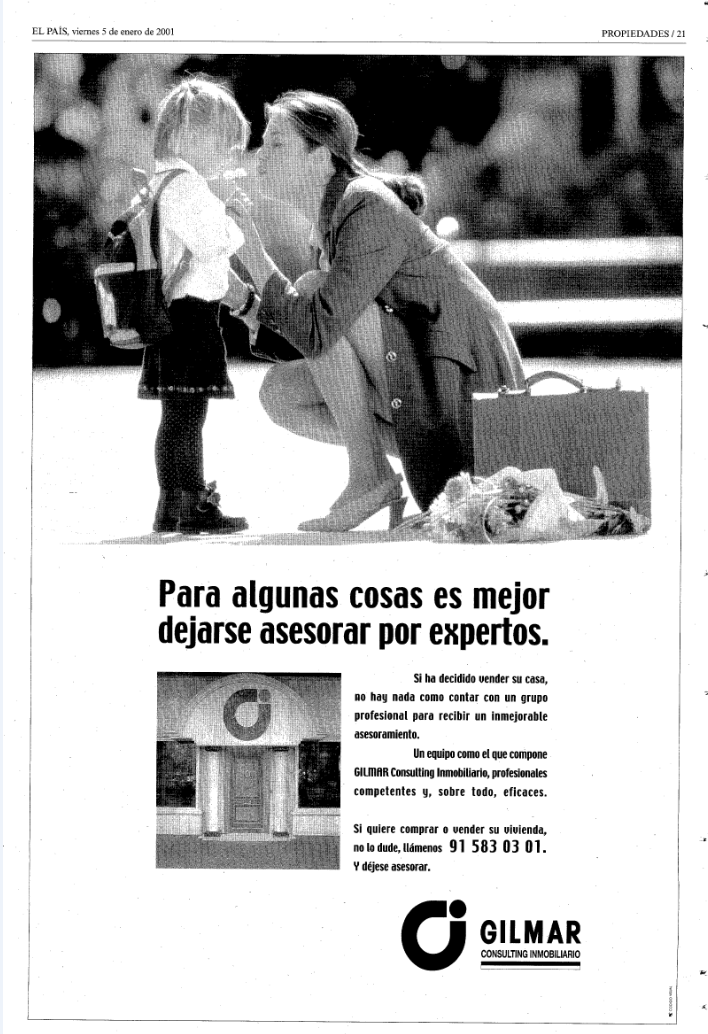 EL PAÍS, viernes 5 de enero de 2001
PROPIEDADES / 21
Para algunas cosas es mejor
dejarse asesorar por expertos.
Si ha decidido vender su casa,
no hay nada como contar con un grupo
profesional para recibir un inmejorable
asesoramiento.
Un equipo como el que compone
GILMAR Consulting Inmobiliario, profesionales
competentes y, sobre todo, eficaces.
Si quiere comprar o vender su vivienda,
no lo dude, llámenos 91 583 03 01.
Y déjese asesorar.
GILMAR
CONSULTING INMOBILIARIO